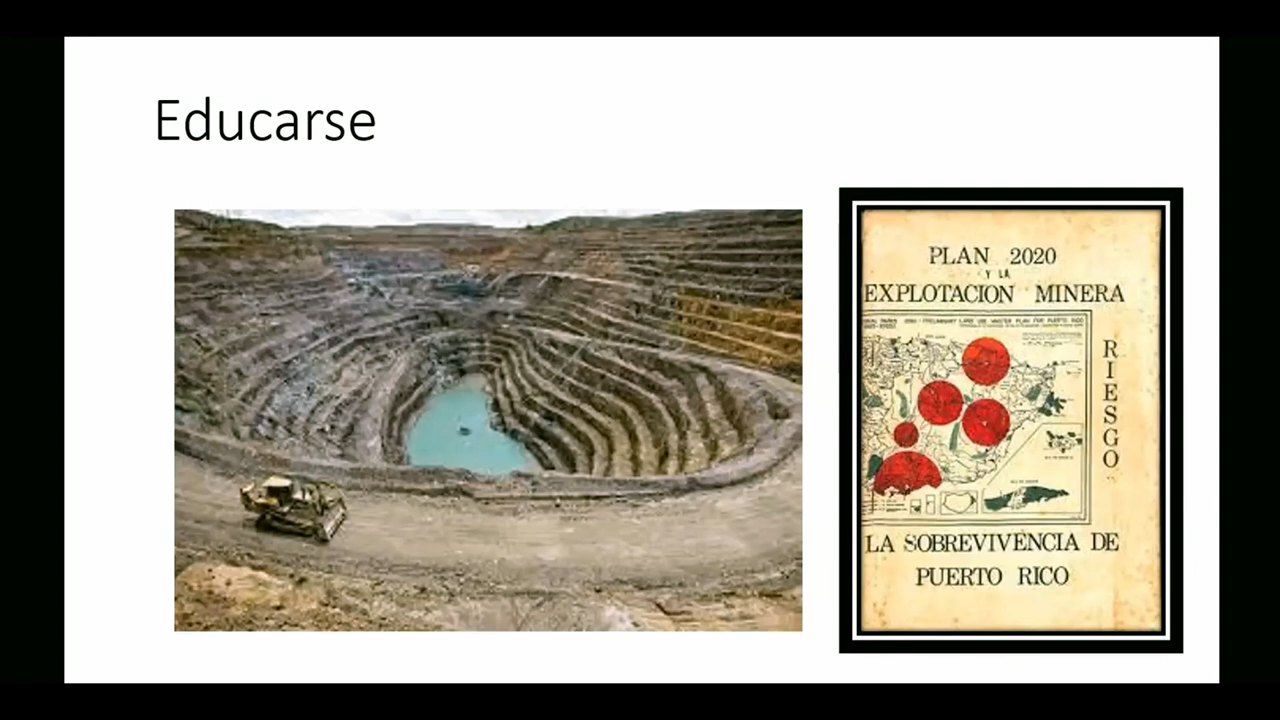 Educarse
PLAN 2020
Y LA
EXPLOTACION MINERA
RIESGO
LA SOBREVIVENCIA DE
PUERTO RICO